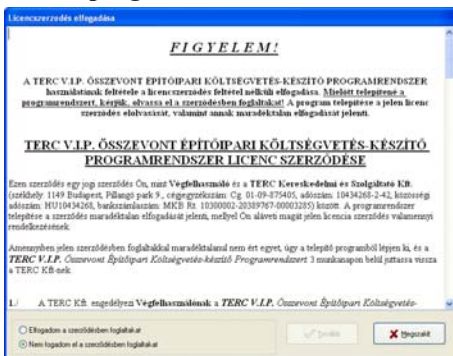 Licencszerződés elfogadása
FIGYELEM!
A TERC V.I.P. ÖSSZEVONT ÉPÍTŐIPARI KÖLTSÉGVETÉS-KÉSZÍTŐ PROGRAMRENDSZER
használatának feltétele a licencszerződés feltétel nélküli elfogadása. Mielőtt telepítené a
programrendszert, kérjük, olvassa el a szerződésben foglaltakat! A program telepítése a jelen licenc
szerződés elolvasását, valamint annak maradéktalan elfogadását jelenti.
TERC V.I.P. ÖSSZEVONT ÉPÍTŐIPARI KÖLTSÉGVETÉS-KÉSZÍTŐ
PROGRAMRENDSZER LICENC SZERZŐDÉSE
Ezen szerződés egy jogi szerződés Ön, mint Végfelhasználó és a TERC Kereskedelmi és Szolgáltató Kft.
(székhely: 1149 Budapest, Pillangó park 9., cégjegyzékszám: Cg. 01-09-875405, adószám: 10434268-2-42, közösségi
adószám: HU10434268, bankszámlaszám: MKB Rt. 10300002-20389767-00003285) között. A programrendszer
telepítése a szerződés maradéktalan elfogadását jelenti, mellyel Ön aláveti magát jelen licencia szerződés valamennyi
rendelkezésének.
Amennyiben jelen szerződésben foglaltakkal maradéktalanul nem ért egyet, úgy a telepítő programból lépjen ki, és a
TERC V.I.P. Összevont Építőipari Költségvetés-készítő Programrendszert 3 munkanapon belül juttassa vissza
a TERC Kft-nek.
1./ A TERC Kft. engedélyezi Végfelhasználónak a TERC V.I.P. Összevont Építőipari Költségvetés-
Elfogadom a szerződésben foglaltakat
Nem fogadom el a szerződésben foglaltakat
Tovább
Megszakít